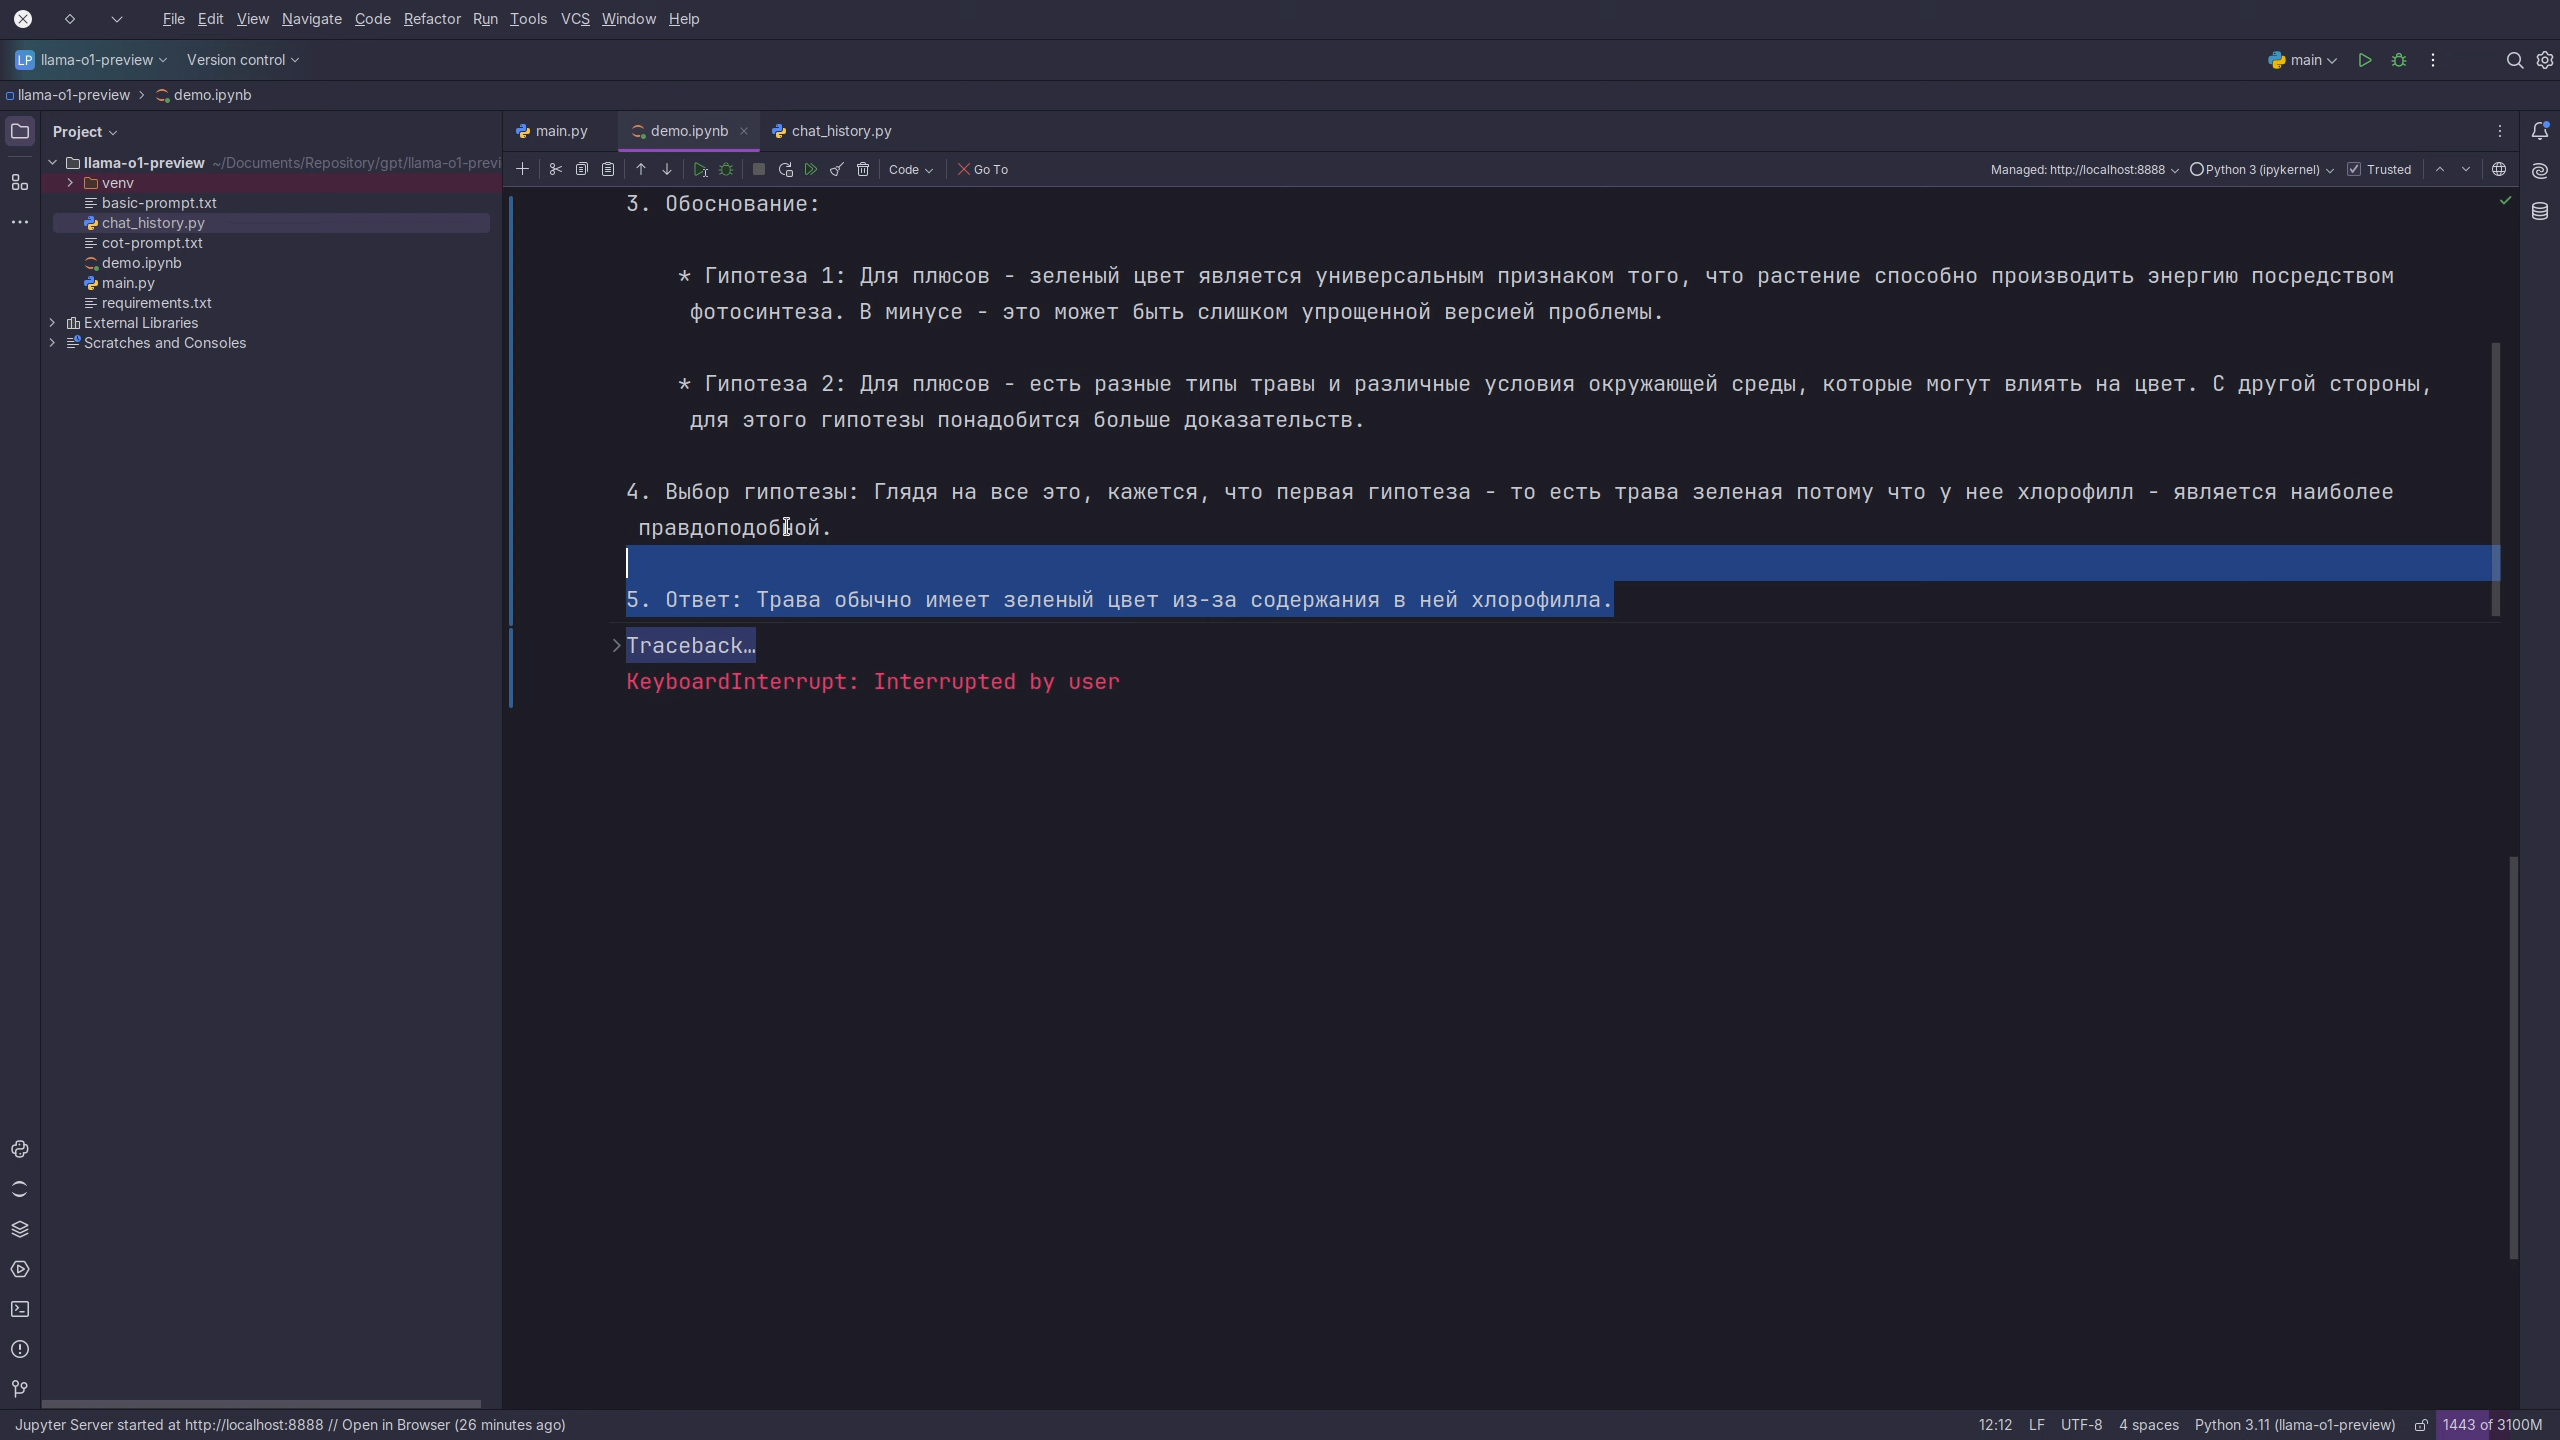 File Edit View Navigate Code Refactor Run Tools VCS Window Help
LP llama-o1-preview Version control main
llama-o1-preview demo.ipynb
Project
main.py demo.ipynb chat_history.py
Code Go To Managed: http://localhost:8888 Python 3 (ipykernel) Trusted
llama-o1-preview ~/Documents/Repository/gpt/llama-o1-previ
venv
basic-prompt.txt
chat_history.py
cot-prompt.txt
demo.ipynb
main.py
requirements.txt
External Libraries
Scratches and Consoles
3. Обоснование:
* Гипотеза 1: Для плюсов - зеленый цвет является универсальным признаком того, что растение способно производить энергию посредством
фотосинтеза. В минусе - это может быть слишком упрощенной версией проблемы.
* Гипотеза 2: Для плюсов - есть разные типы травы и различные условия окружающей среды, которые могут влиять на цвет. С другой стороны,
для этого гипотезы понадобится больше доказательств.
4. Выбор гипотезы: Глядя на все это, кажется, что первая гипотеза - то есть трава зеленая потому что у нее хлорофилл - является наиболее
правдоподобной.
5. Ответ: Трава обычно имеет зеленый цвет из-за содержания в ней хлорофилла.
Traceback…
KeyboardInterrupt: Interrupted by user
Jupyter Server started at http://localhost:8888 // Open in Browser (26 minutes ago) 12:12 LF UTF-8 4 spaces Python 3.11 (llama-o1-preview) 1443 of 3100M